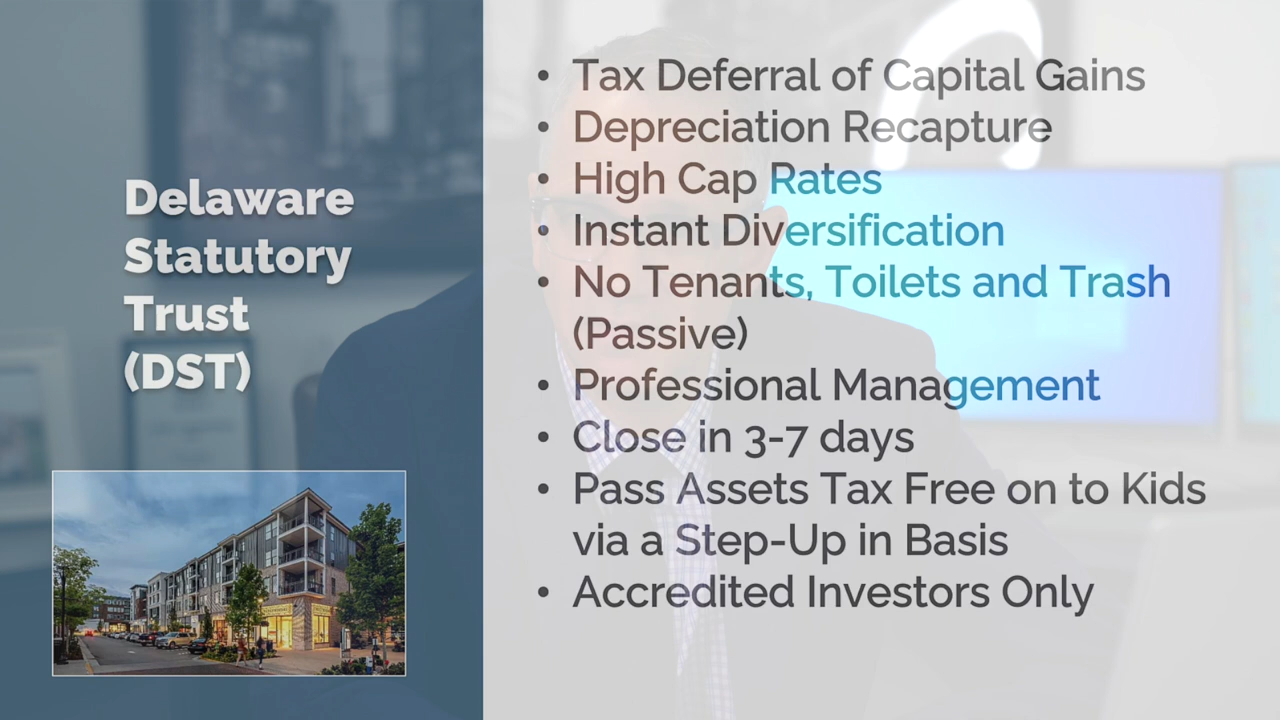 Delaware
Statutory
Trust
(DST)
• Tax Deferral of Capital Gains
• Depreciation Recapture
• High Cap Rates
• Instant Diversification
• No Tenants, Toilets and Trash
(Passive)
• Professional Management
• Close in 3-7 days
• Pass Assets Tax Free on to Kids
via a Step-Up in Basis
• Accredited Investors Only